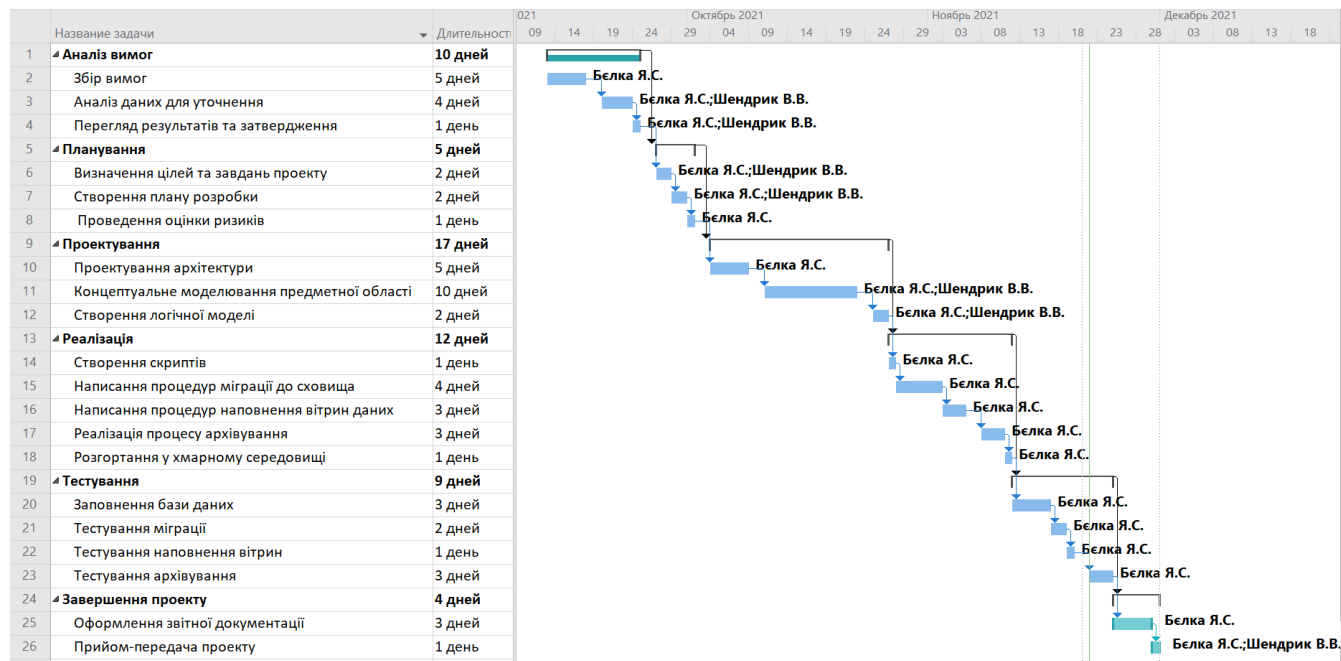 021 Октябрь 2021 Ноябрь 2021 Декабрь 2021
Название задачи Длительност 09 14 19 24 29 04 09 14 19 24 29 03 08 13 18 23 28 03 08 13 18
1 Аналіз вимог 10 дней
2 Збір вимог 5 дней Бєлка Я.С.
3 Аналіз даних для уточнення 4 дней Бєлка Я.С.;Шендрик В.В.
4 Перегляд результатів та затвердження 1 день Бєлка Я.С.;Шендрик В.В.
5 Планування 5 дней
6 Визначення цілей та завдань проекту 2 дней Бєлка Я.С.;Шендрик В.В.
7 Створення плану розробки 2 дней Бєлка Я.С.;Шендрик В.В.
8 Проведення оцінки ризиків 1 день Бєлка Я.С.
9 Проектування 17 дней
10 Проектування архітектури 5 дней Бєлка Я.С.
11 Концептуальне моделювання предметної області 10 дней Бєлка Я.С.;Шендрик В.В.
12 Створення логічної моделі 2 дней Бєлка Я.С.;Шендрик В.В.
13 Реалізація 12 дней
14 Створення скриптів 1 день Бєлка Я.С.
15 Написання процедур міграції до сховища 4 дней Бєлка Я.С.
16 Написання процедур наповнення вітрин даних 3 дней Бєлка Я.С.
17 Реалізація процесу архівування 3 дней Бєлка Я.С.
18 Розгортання у хмарному середовищі 1 день Бєлка Я.С.
19 Тестування 9 дней
20 Заповнення бази даних 3 дней Бєлка Я.С.
21 Тестування міграції 2 дней Бєлка Я.С.
22 Тестування наповнення вітрин 1 день Бєлка Я.С.
23 Тестування архівування 3 дней Бєлка Я.С.
24 Завершення проекту 4 дней
25 Оформлення звітної документації 3 дней Бєлка Я.С.
26 Прийом-передача проекту 1 день Бєлка Я.С.;Шендрик В.В.